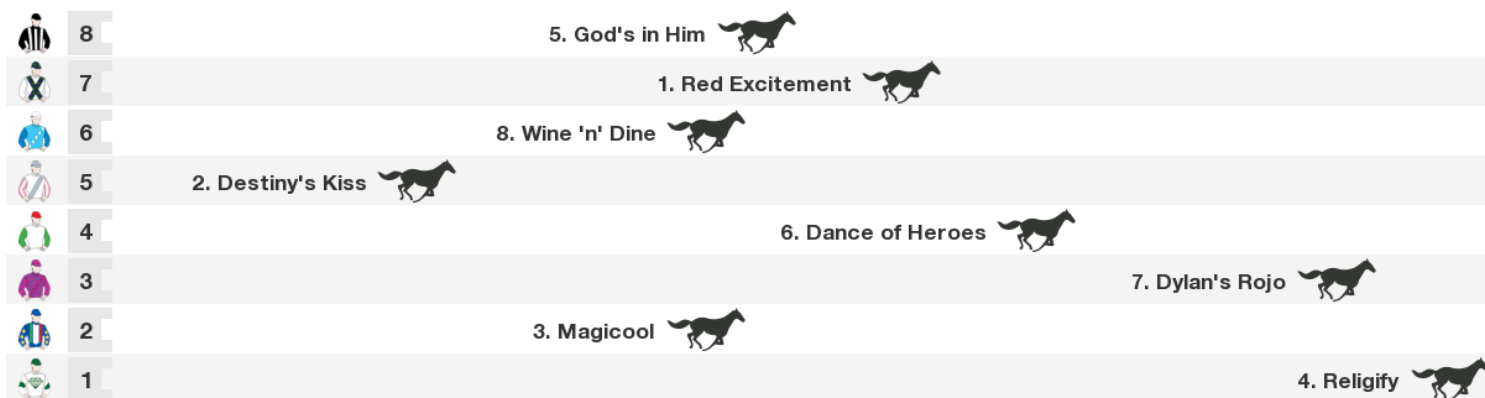 8 5. God's in Him
7 1. Red Excitement
6 8. Wine 'n' Dine
5 2. Destiny's Kiss
4 6. Dance of Heroes
3 7. Dylan's Rojo
2 3. Magicool
1 4. Religify